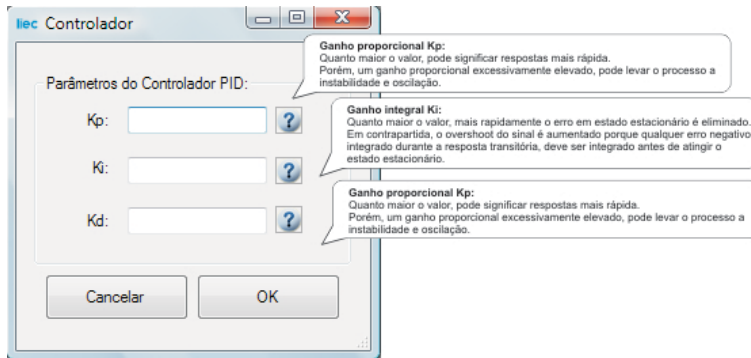 liec Controlador
Ganho proporcional Kp:
Quanto maior o valor, pode significar respostas mais rápida.
Porém, um ganho proporcional excessivamente elevado, pode levar o processo a
instabilidade e oscilação.
Parâmetros do Controlador PID:
Kp:
?
Ganho integral Ki:
Quanto maior o valor, mais rapidamente o erro em estado estacionário é eliminado.
Em contrapartida, o overshoot do sinal é aumentado porque qualquer erro negativo
integrado durante a resposta transitória, deve ser integrado antes de atingir o
estado estacionário.
Ki:
?
Ganho proporcional Kp:
Quanto maior o valor, pode significar respostas mais rápida.
Porém, um ganho proporcional excessivamente elevado, pode levar o processo a
instabilidade e oscilação.
Kd:
?
Cancelar
OK